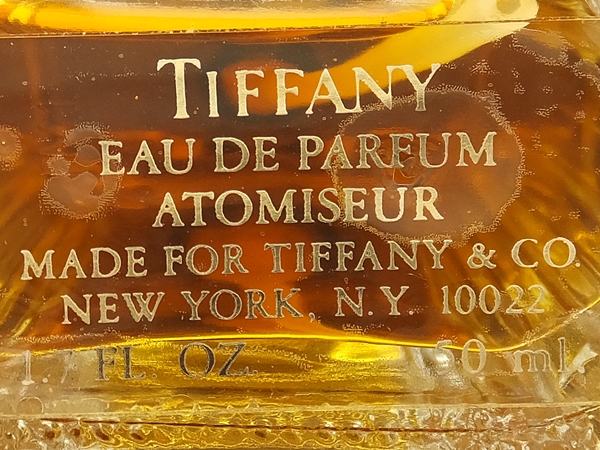 TIFFANY
EAU DE PARFUM
ATOMISEUR
MADE FOR TIFFANY & CO.
NEW YORK, N.Y. 10022
1.7 FL OZ. 50 ml.